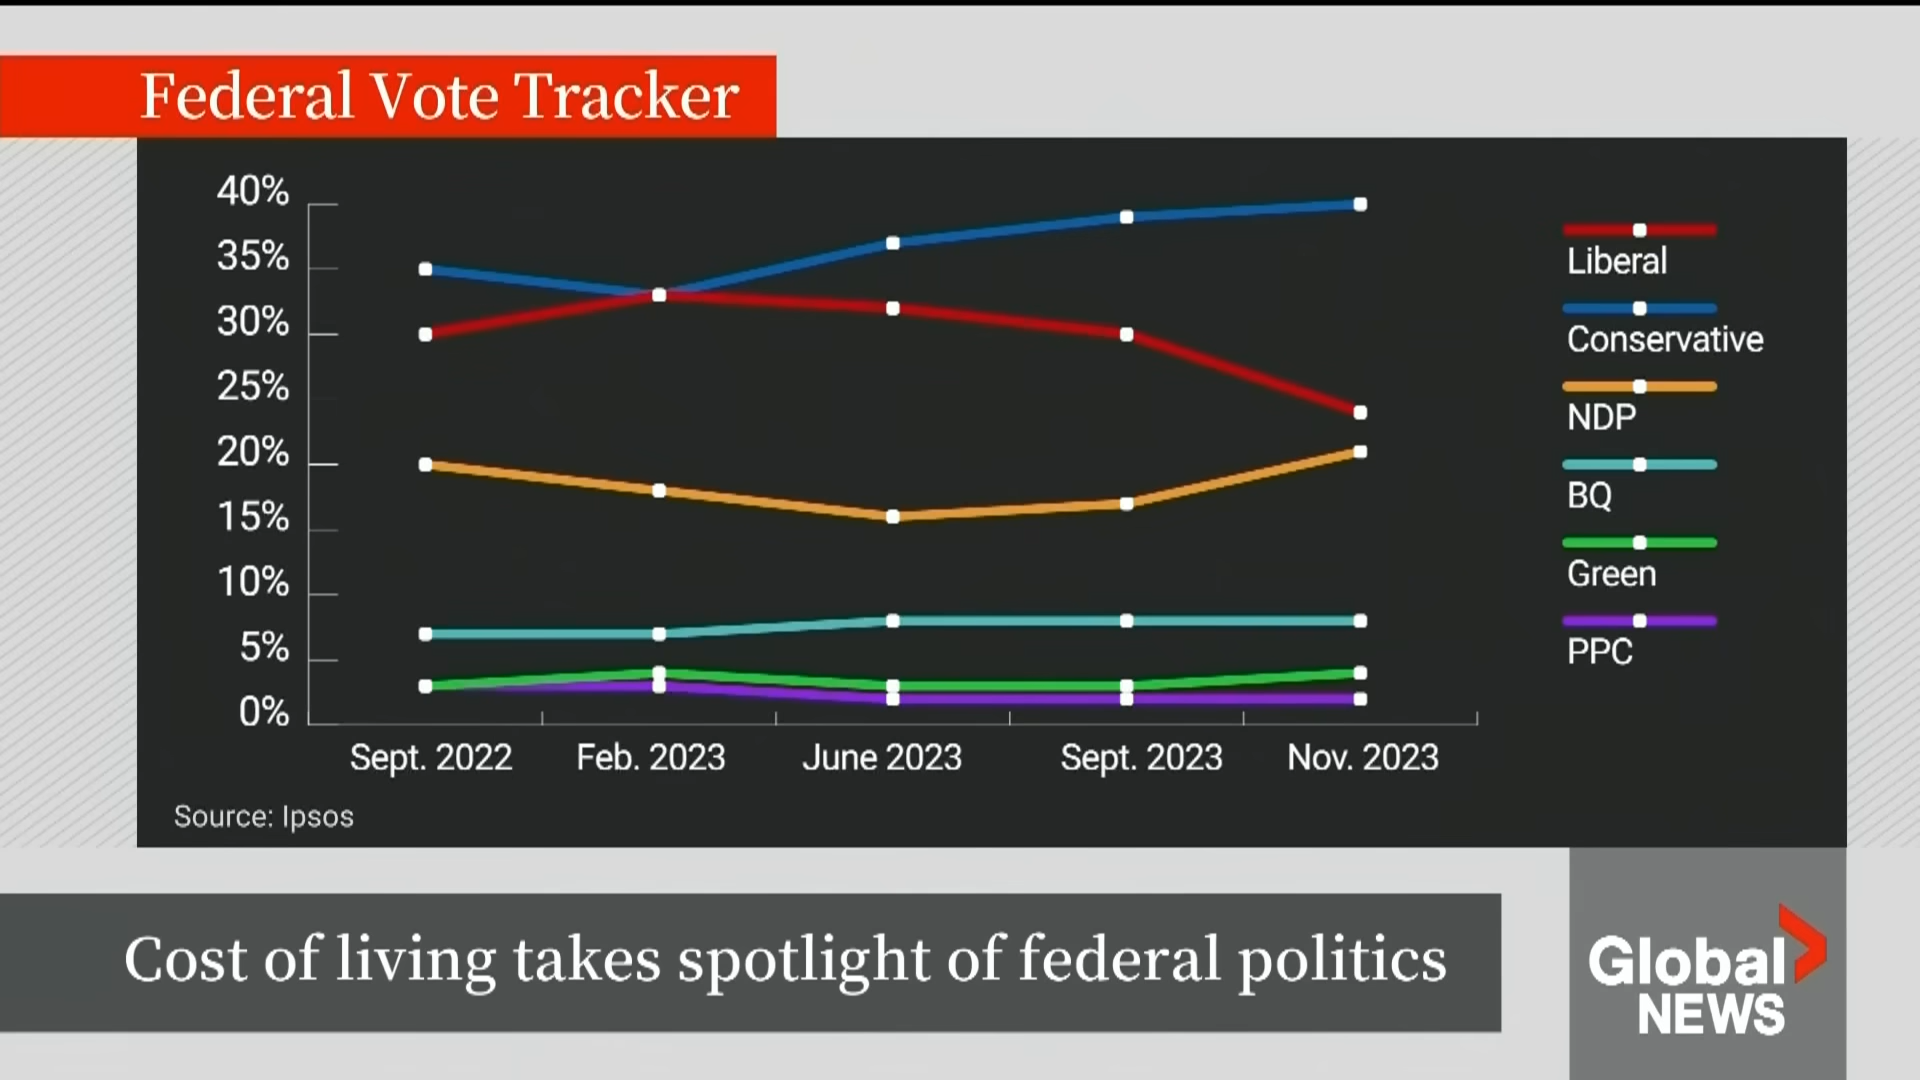 Federal Vote Tracker
40%
35%
30%
25%
20%
15%
10%
5%
0%
Sept. 2022
Feb. 2023
June 2023
Sept. 2023
Nov. 2023
Liberal
Conservative
NDP
BQ
Green
PPC
Source: Ipsos
Cost of living takes spotlight of federal politics
Global
NEWS